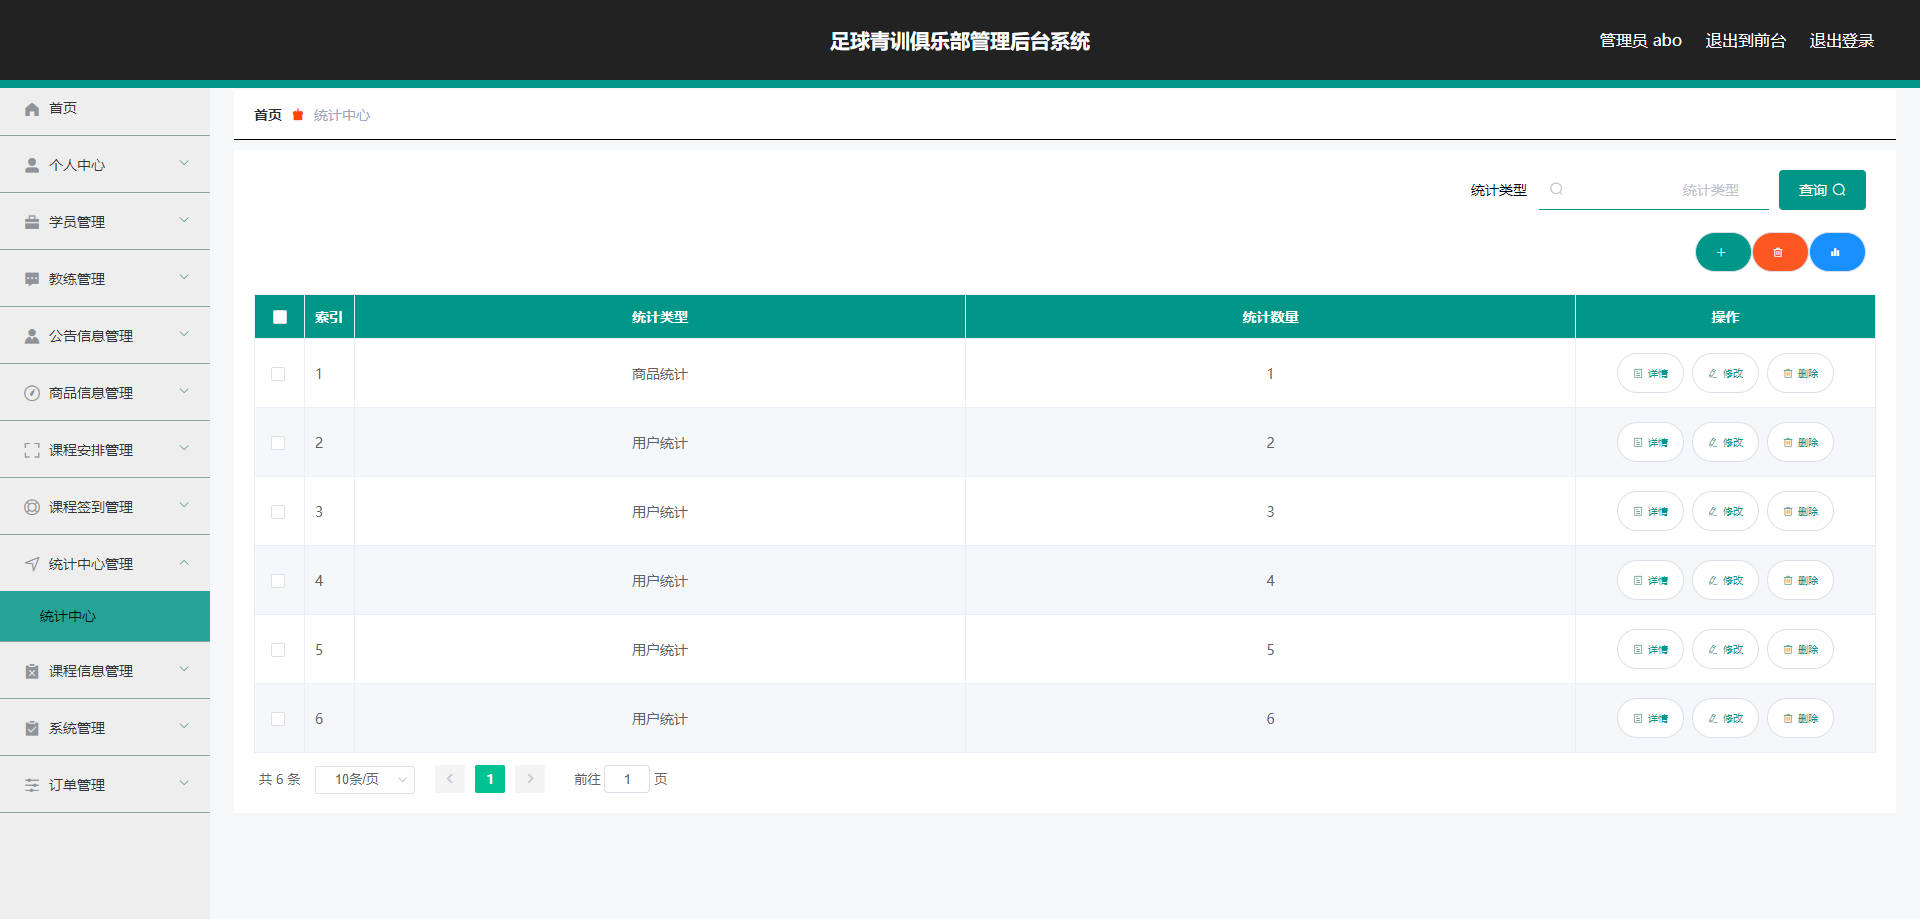 足球青训俱乐部管理后台系统
管理员 abo 退出到前台 退出登录
首页
个人中心
学员管理
教练管理
公告信息管理
商品信息管理
课程安排管理
课程签到管理
统计中心管理
统计中心
课程信息管理
系统管理
订单管理
首页 统计中心
统计类型 统计类型 查询
索引 统计类型 统计数量 操作
1 商品统计 1 详情 修改 删除
2 用户统计 2 详情 修改 删除
3 用户统计 3 详情 修改 删除
4 用户统计 4 详情 修改 删除
5 用户统计 5 详情 修改 删除
6 用户统计 6 详情 修改 删除
共 6 条 10条/页 1 前往 1 页